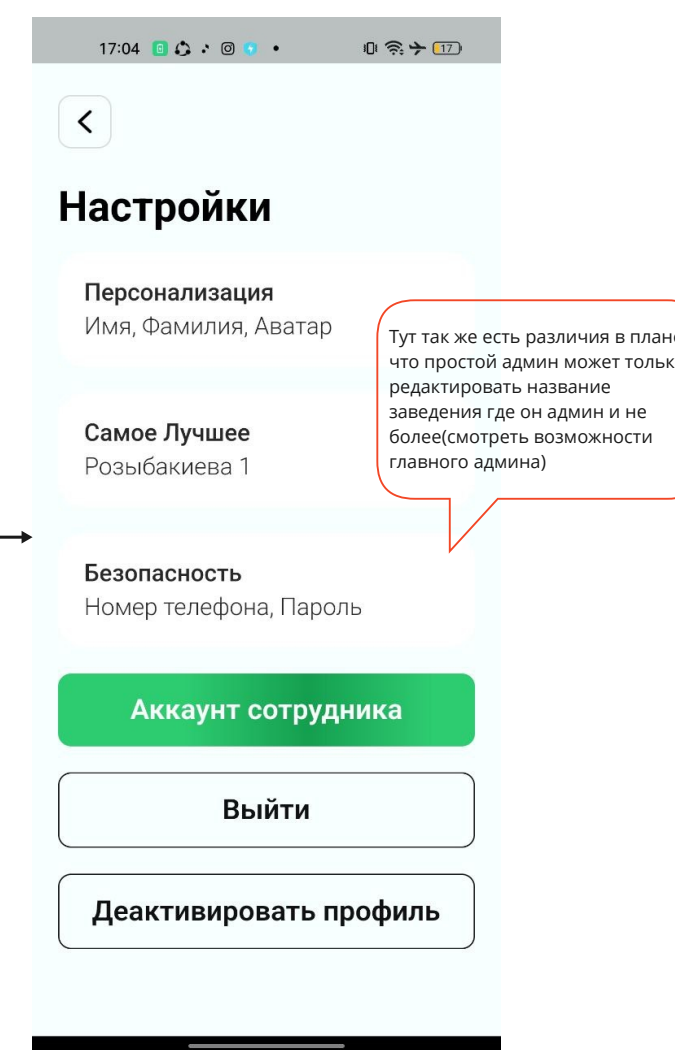 17:04
17
Настройки
Персонализация
Имя, Фамилия, Аватар
Тут так же есть различия в план
что простой админ может тольк
редактировать название
заведения где он админ и не
более(смотреть возможности
главного админа)
Самое Лучшее
Розыбакиева 1
Безопасность
Номер телефона, Пароль
Аккаунт сотрудника
Выйти
Деактивировать профиль